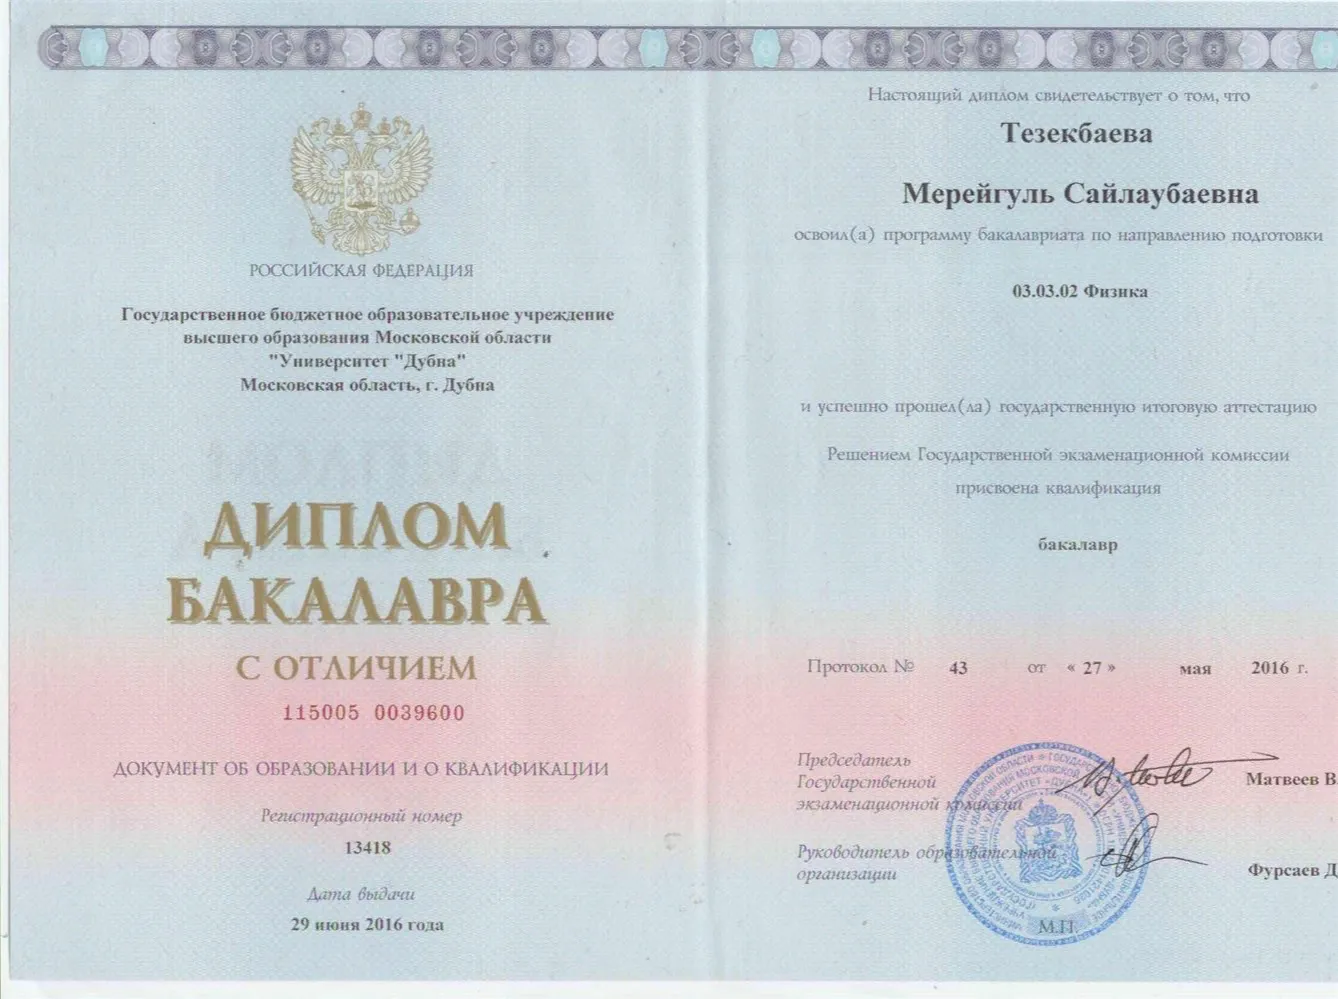 РОССИЙСКАЯ ФЕДЕРАЦИЯ
Государственное бюджетное образовательное учреждение
высшего образования Московской области
"Университет "Дубна"
Московская область, г. Дубна
ДИПЛОМ
БАКАЛАВРА
С ОТЛИЧИЕМ
115005 0039600
ДОКУМЕНТ ОБ ОБРАЗОВАНИИ И О КВАЛИФИКАЦИИ
Регистрационный номер
13418
Дата выдачи
29 июня 2016 года
Настоящий диплом свидетельствует о том, что
Тезекбаева
Мерейгуль Сайлаубаевна
освоил(а) программу бакалавриата по направлению подготовки
03.03.02 Физика
и успешно прошел(ла) государственную итоговую аттестацию
Решением Государственной экзаменационной комиссии
присвоена квалификация
бакалавр
Протокол № 43 от « 27 » мая 2016 г.
Председатель
Государственной
экзаменационной комиссии
Матвеев В
Руководитель образовательной
организации
Фурсаев Д
М.П.